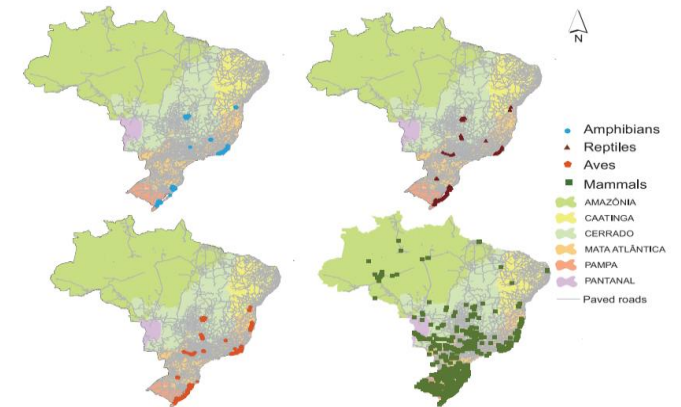 N
Amphibians
Reptiles
Aves
Mammals
AMAZÔNIA
CAATINGA
CERRADO
MATA ATLÂNTICA
PAMPA
PANTANAL
Paved roads